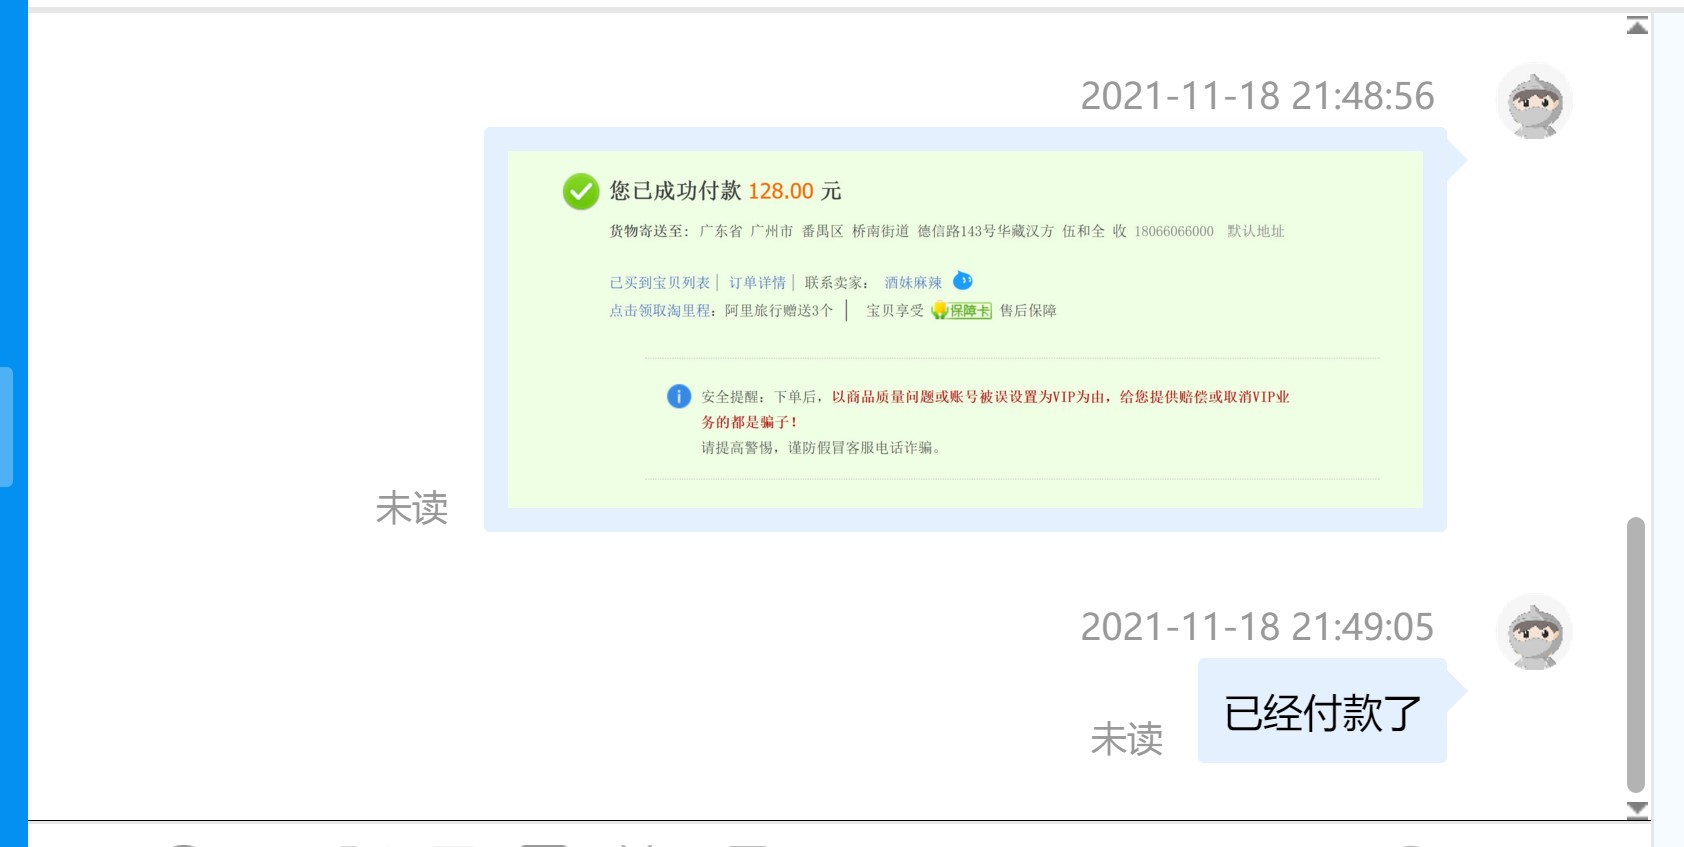 2021-11-18 21:48:56
您已成功付款 128.00 元
货物寄送至: 广东省 广州市 番禺区 桥南街道 德信路143号华藏汉方 伍和全 收 18066066000 默认地址
已买到宝贝列表| 订单详情| 联系卖家: 酒妹麻辣
点击领取淘里程: 阿里旅行赠送3个 | 宝贝享受 保障卡 售后保障
安全提醒: 下单后, 以商品质量问题或账号被误设置为VIP为由, 给您提供赔偿或取消VIP业
务的都是骗子!
请提高警惕, 谨防假冒客服电话诈骗。
未读
2021-11-18 21:49:05
已经付款了
未读